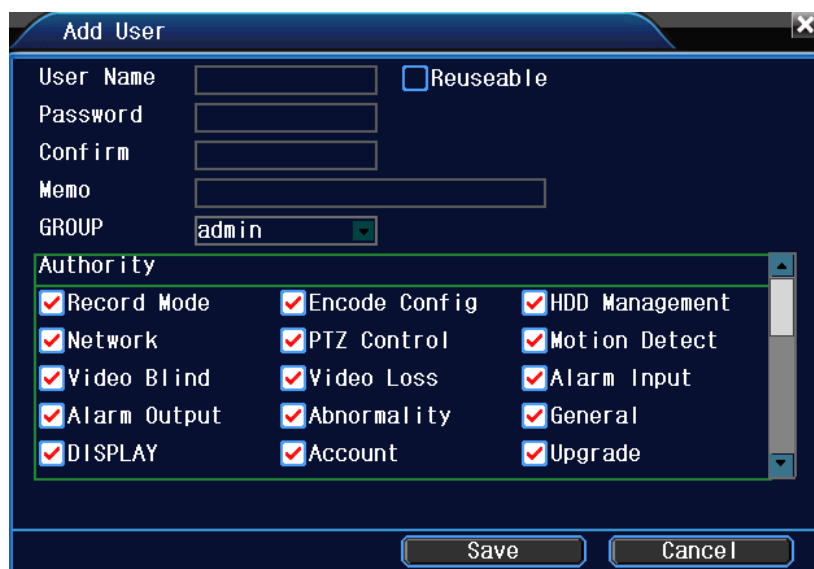 Add User
User Name Reuseable
Password
Confirm
Memo
GROUP admin
Authority
Record Mode Encode Config HDD Management
Network PTZ Control Motion Detect
Video Blind Video Loss Alarm Input
Alarm Output Abnormality General
DISPLAY Account Upgrade
Save Cancel